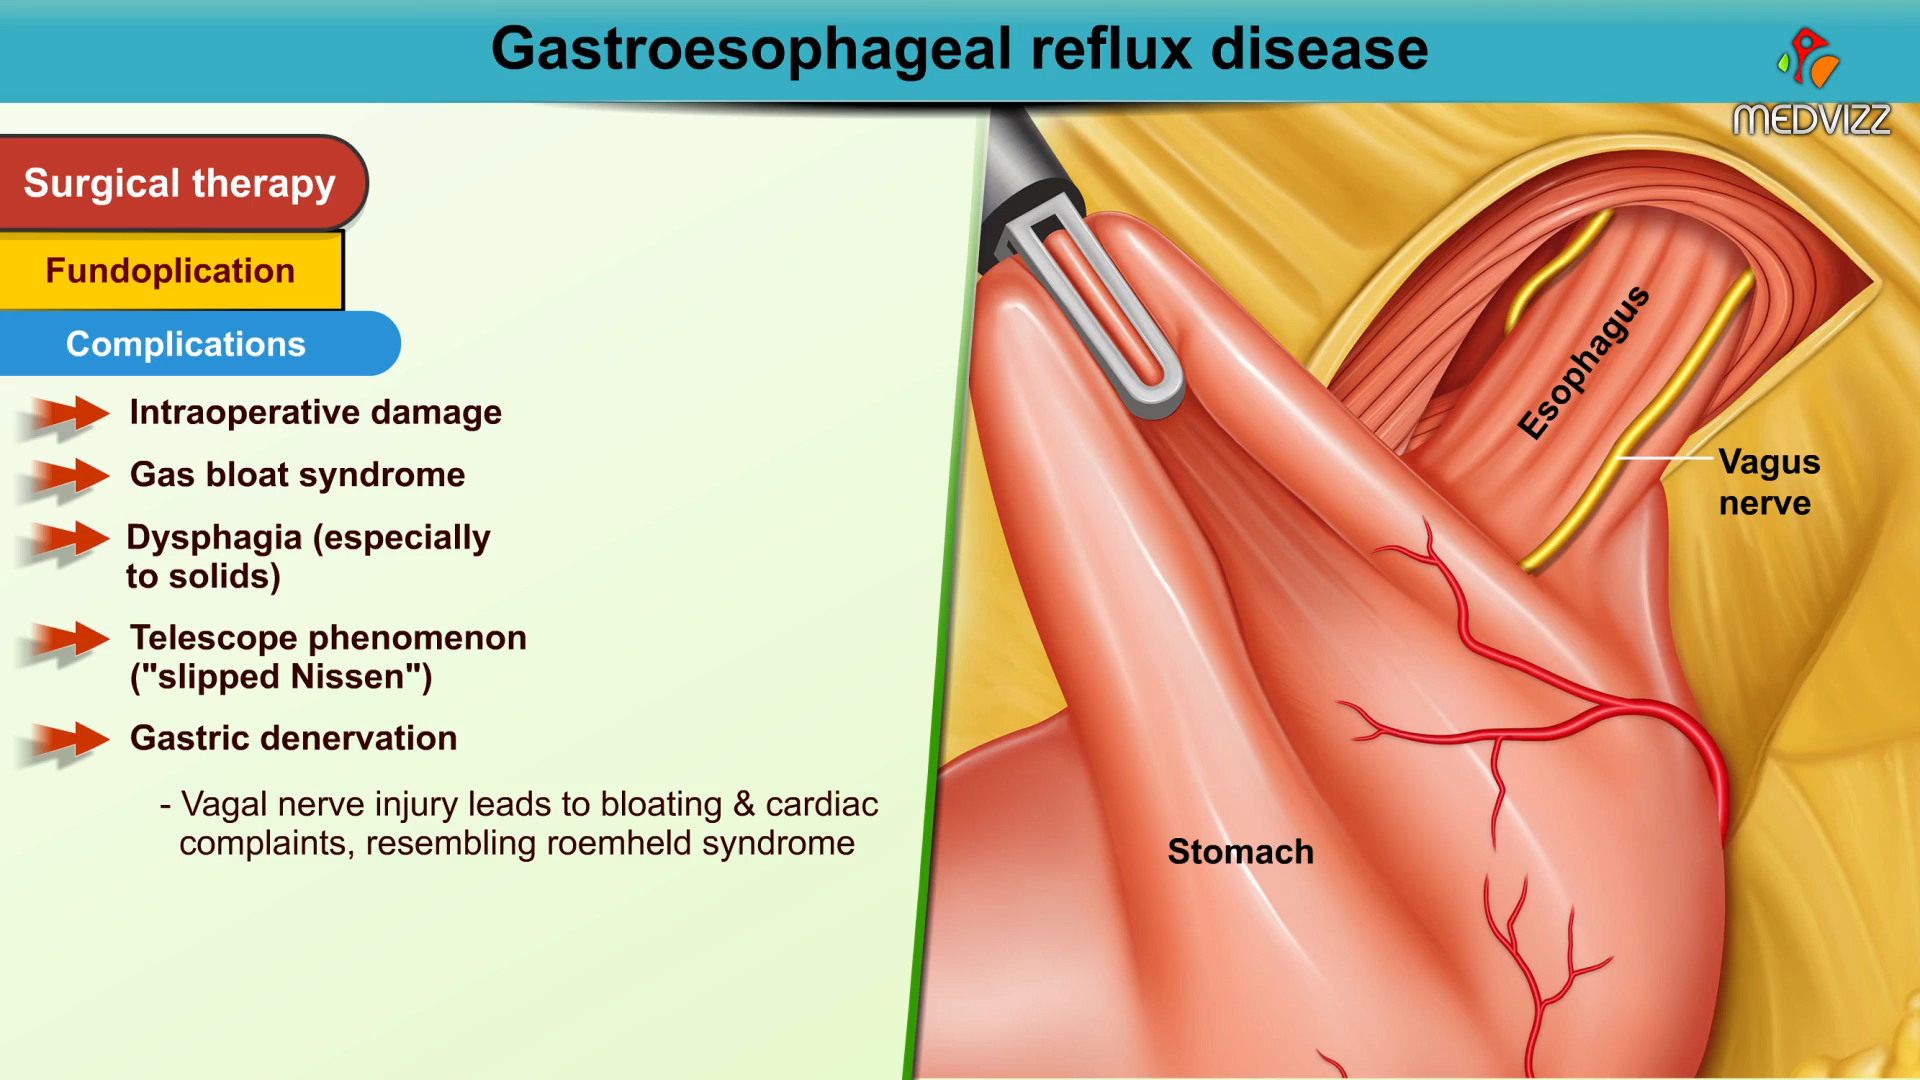 Gastroesophageal reflux disease
MEDVIZZ
Surgical therapy
Fundoplication
Complications
Intraoperative damage
Gas bloat syndrome
Dysphagia (especially
to solids)
Telescope phenomenon
("slipped Nissen")
Gastric denervation
- Vagal nerve injury leads to bloating & cardiac
complaints, resembling roemheld syndrome
Esophagus
Vagus
nerve
Stomach